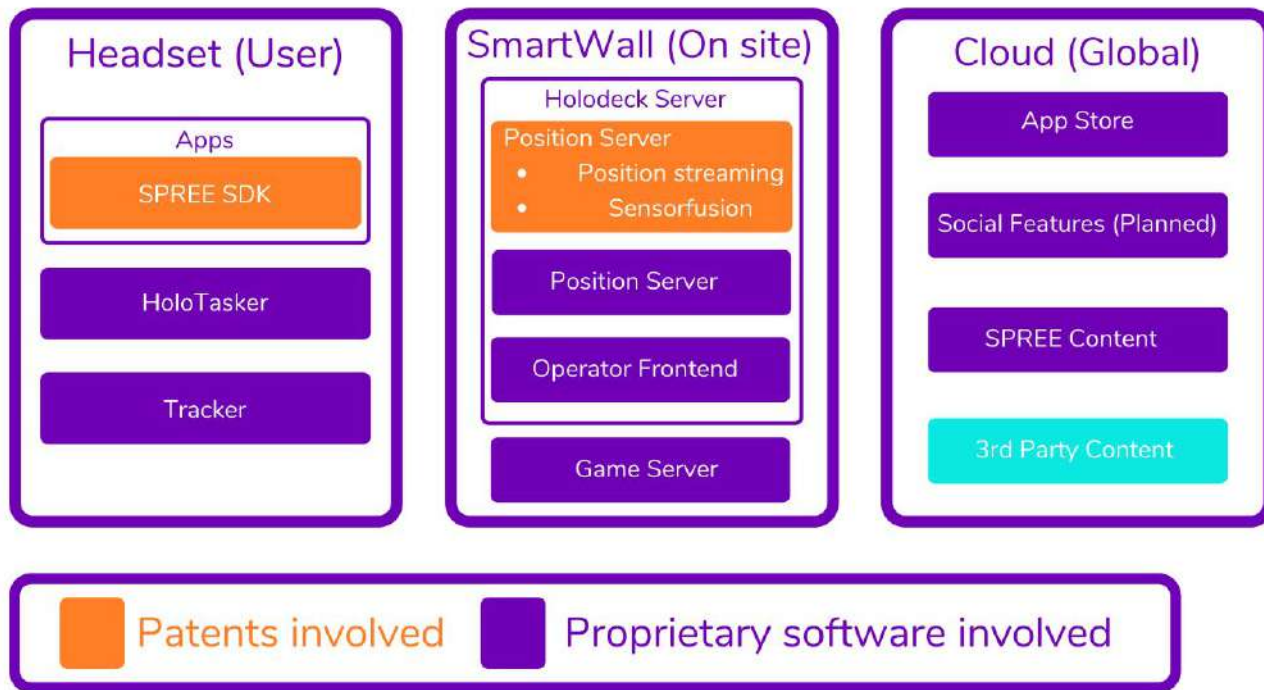 Headset (User)
Apps
SPREE SDK
HoloTasker
Tracker
SmartWall (On site)
Holodeck Server
Position Server
• Position streaming
• Sensorfusion
Position Server
Operator Frontend
Game Server
Cloud (Global)
App Store
Social Features (Planned)
SPREE Content
3rd Party Content
Patents involved
Proprietary software involved